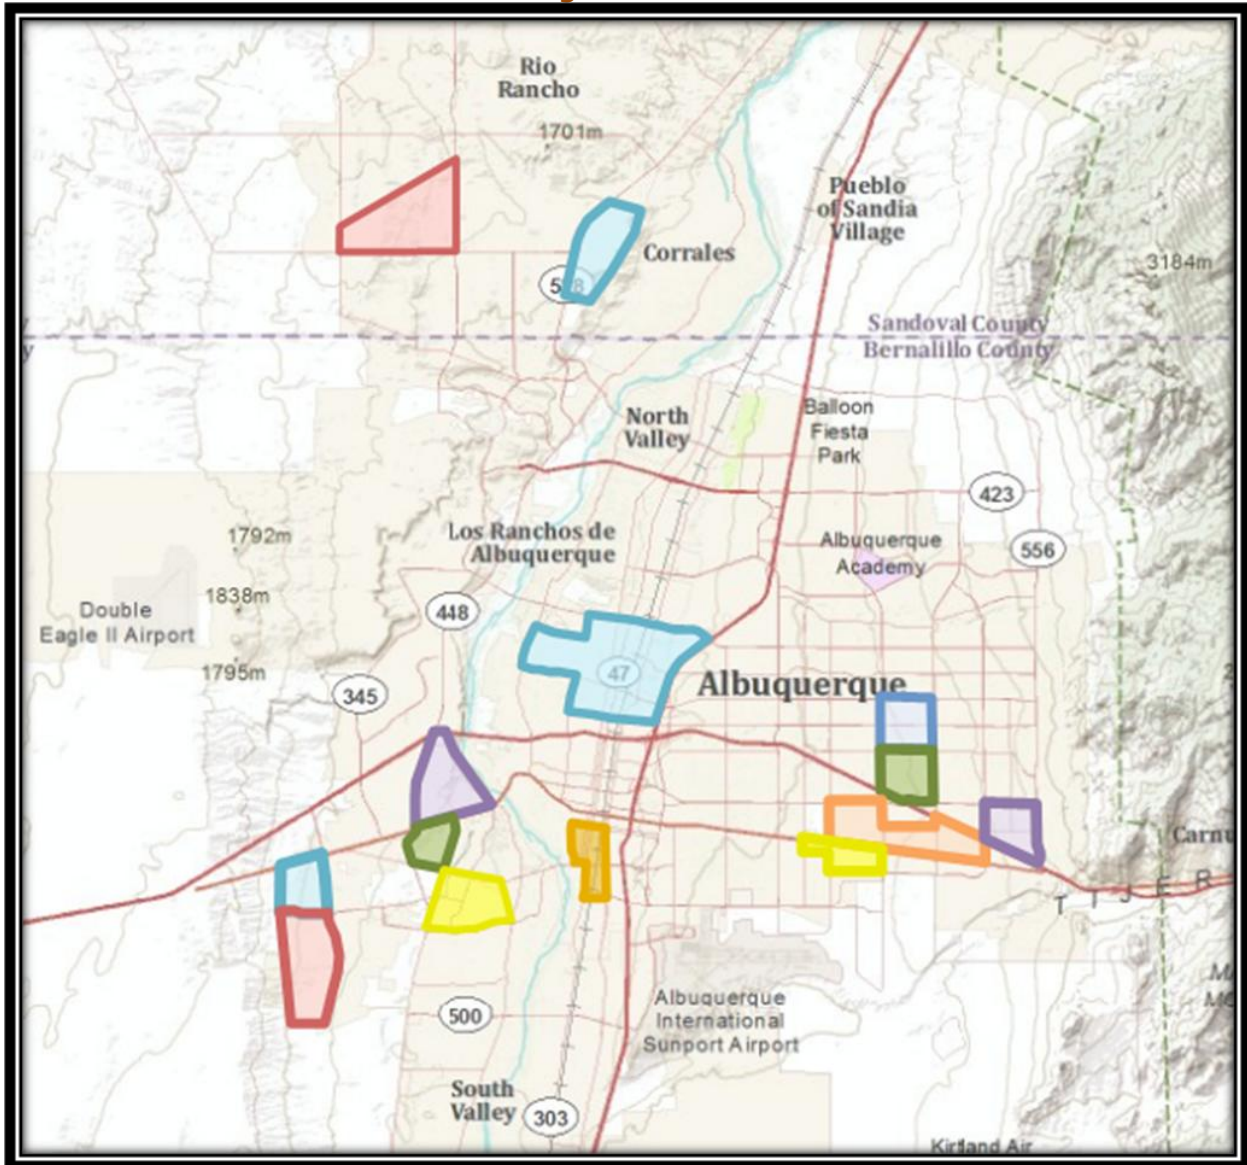 Rio
Rancho
1701m
Pueblo
of Sandia
Village
Corrales
3184m
528
Sandoval County
Bernalillo County
y
North
Valley
Balloon
Fiesta
Park
423
Los Ranchos de
Albuquerque
1792m
Albuquerque
Academy
556
1838m
448
Double
Eagle II Airport
1795m
47
Albuquerque
345
Carnu
T I J E R
500
Albuquerque
International
Sunport Airport
South
Valley
303
Kirtland Air